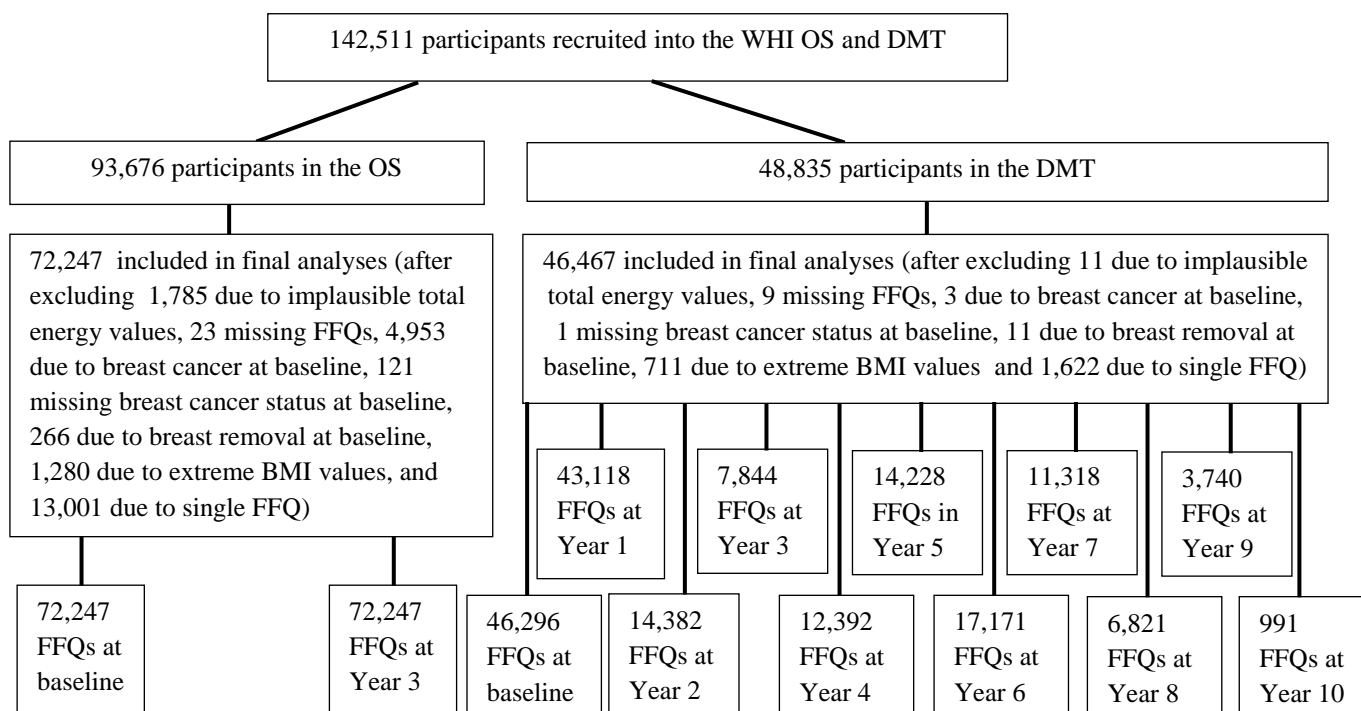 142,511 participants recruited into the WHI OS and DMT
93,676 participants in the OS
48,835 participants in the DMT
72,247 included in final analyses (after
excluding 1,785 due to implausible total
energy values, 23 missing FFQs, 4,953
due to breast cancer at baseline, 121
missing breast cancer status at baseline,
266 due to breast removal at baseline,
1,280 due to extreme BMI values, and
13,001 due to single FFQ)
46,467 included in final analyses (after excluding 11 due to implausible
total energy values, 9 missing FFQs, 3 due to breast cancer at baseline,
1 missing breast cancer status at baseline, 11 due to breast removal at
baseline, 711 due to extreme BMI values and 1,622 due to single FFQ)
43,118
FFQs at
Year 1
7,844
FFQs at
Year 3
14,228
FFQs in
Year 5
11,318
FFQs at
Year 7
3,740
FFQs at
Year 9
72,247
FFQs at
baseline
72,247
FFQs at
Year 3
46,296
FFQs at
baseline
14,382
FFQs at
Year 2
12,392
FFQs at
Year 4
17,171
FFQs at
Year 6
6,821
FFQs at
Year 8
991
FFQs at
Year 10